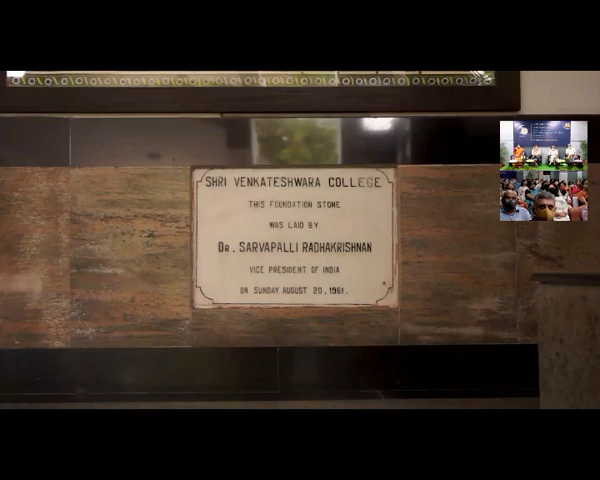 SHRI VENKATESHWARA COLLEGE
THIS FOUNDATION STONE
WAS LAID BY
DR. SARVAPALLI RADHAKRISHNAN
VICE PRESIDENT OF INDIA
ON SUNDAY AUGUST 20, 1961.